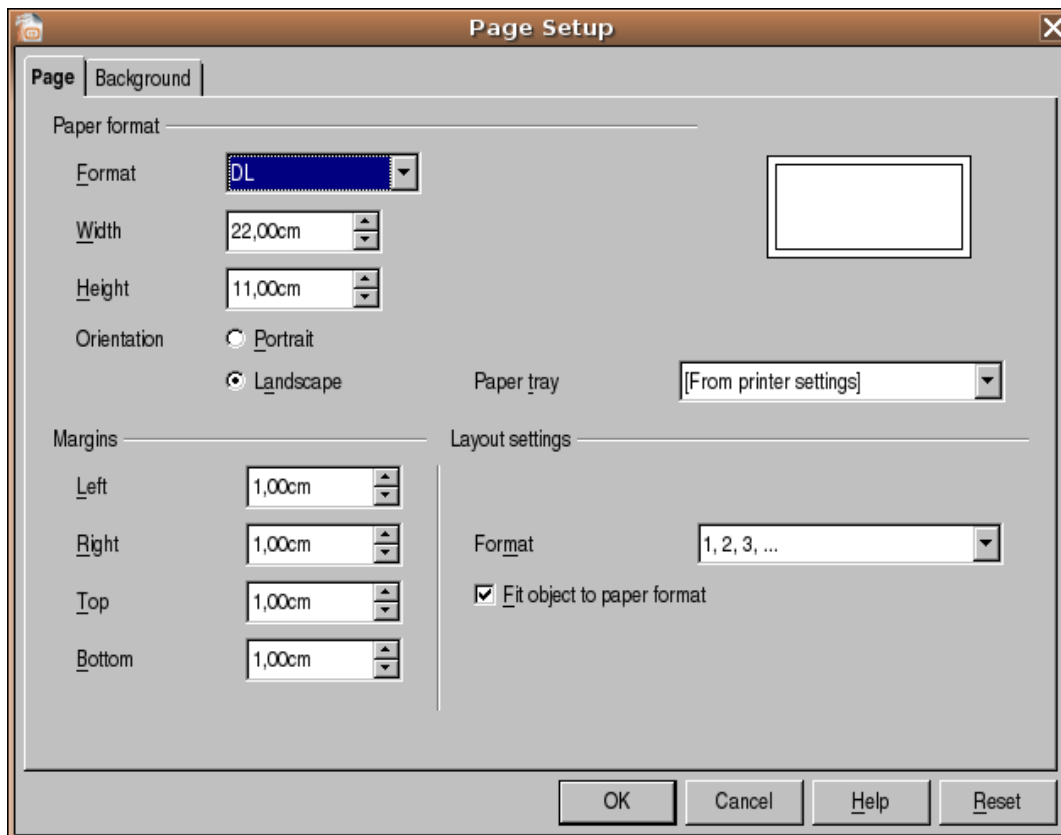 Page Setup
Page Background
Paper format
Format DL
Width 22,00cm
Height 11,00cm
Orientation Portrait
Landscape Paper tray [From printer settings]
Margins Layout settings
Left 1,00cm
Right 1,00cm Format 1, 2, 3, ...
Top 1,00cm Fit object to paper format
Bottom 1,00cm
OK Cancel Help Reset